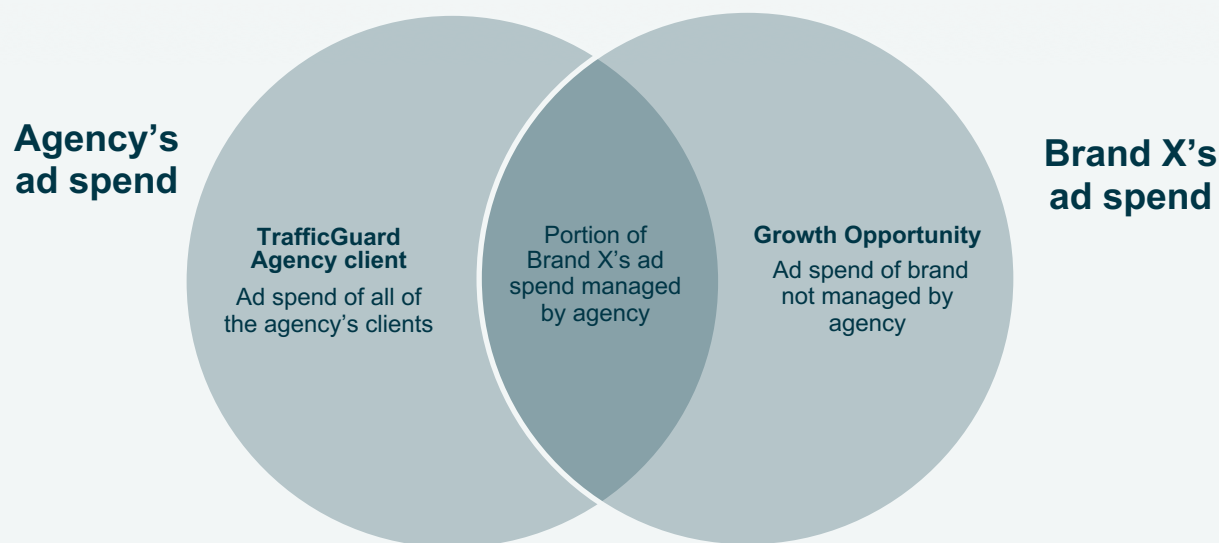 Agency’s
ad spend
TrafficGuard
Agency client
Ad spend of all of
the agency’s clients
Portion of
Brand X’s ad
spend managed
by agency
Growth Opportunity
Ad spend of brand
not managed by
agency
Brand X’s
ad spend